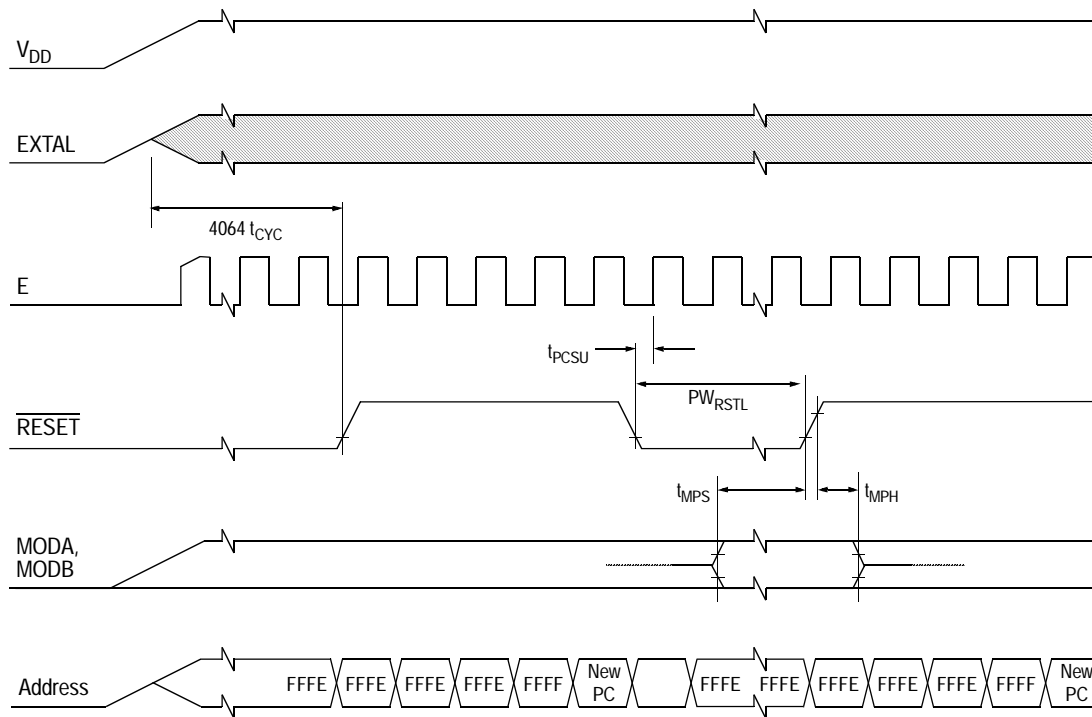 VDD
EXTAL
4064 tCYC
E
tPCSU
PWRSTL
RESET
tMPS
tMPH
MODA,
MODB
Address
FFFE FFFE FFFE FFFE FFFF New PC FFFE FFFE FFFE FFFE FFFE FFFF New PC